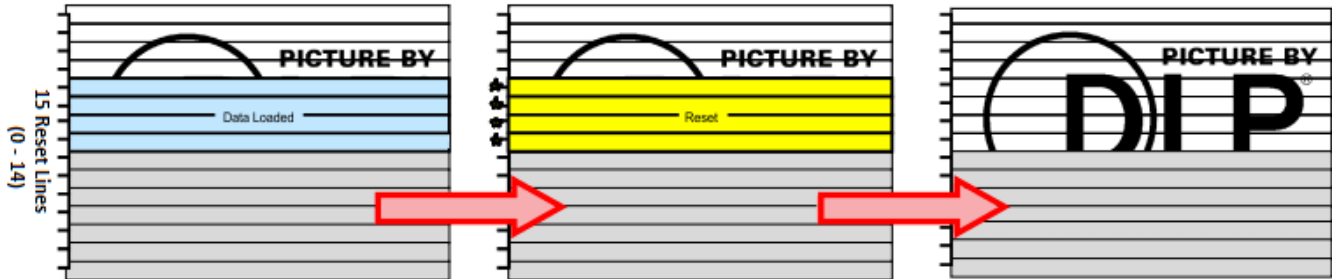 15 Reset Lines
(0 - 14)
PICTURE BY
Data Loaded
PICTURE BY
Reset
PICTURE BY
DLP®